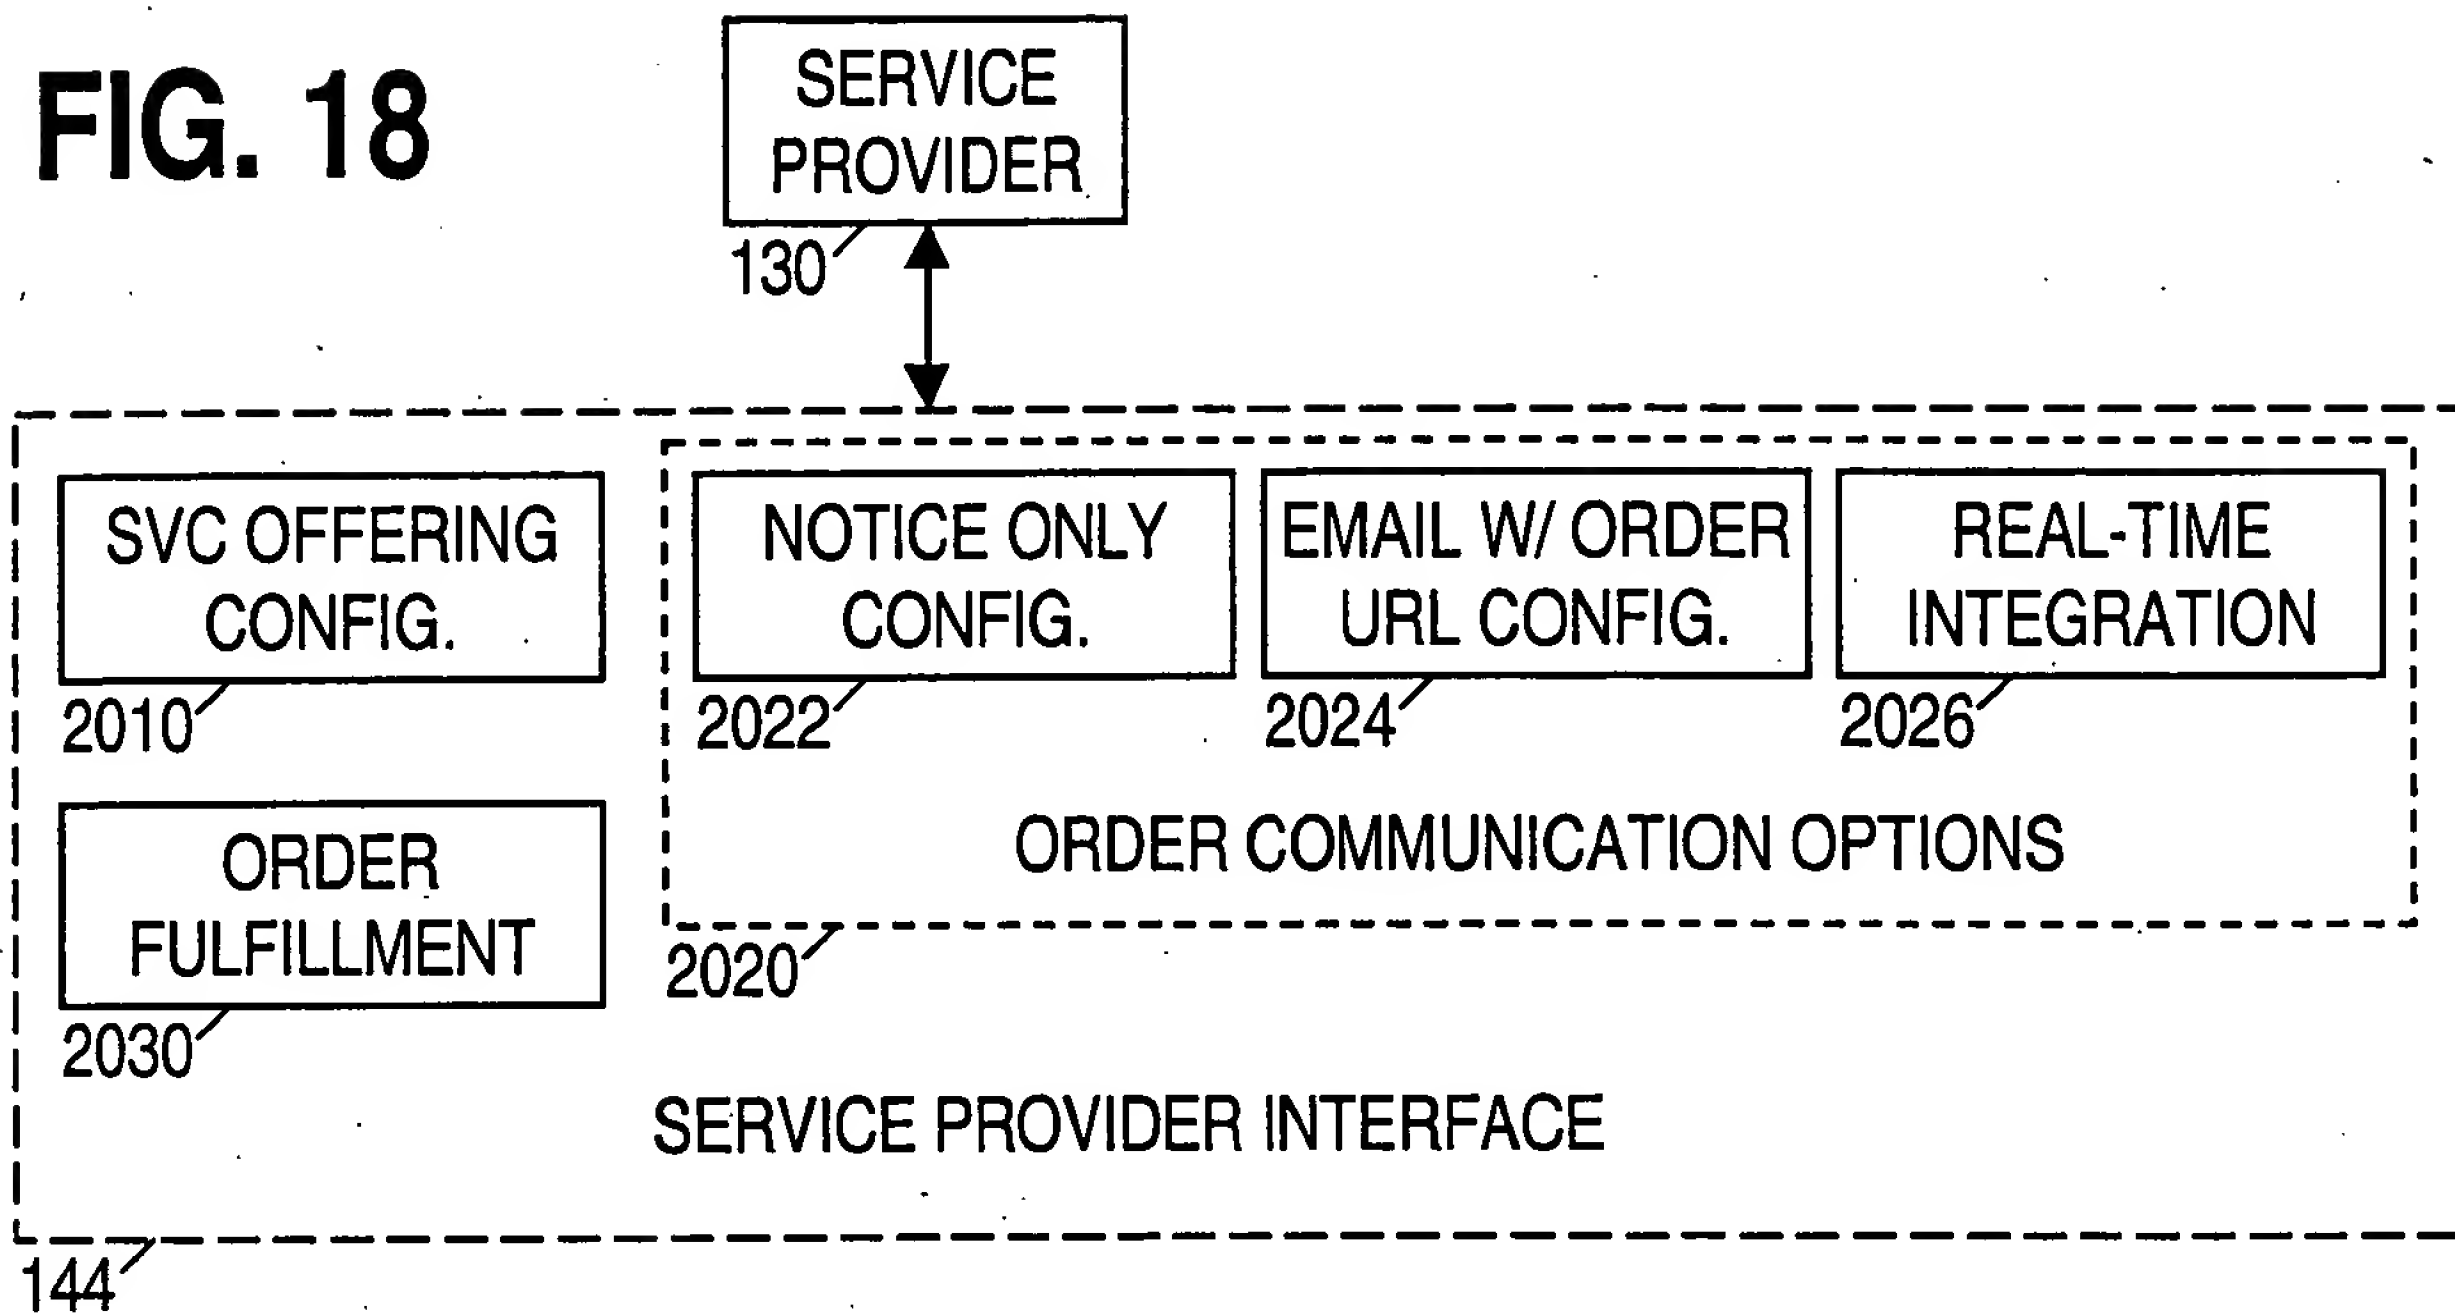 FIG. 18
SERVICE
PROVIDER
130
SVC OFFERING
CONFIG.
2010
NOTICE ONLY
CONFIG.
2022
EMAIL W/ ORDER
URL CONFIG.
2024
REAL-TIME
INTEGRATION
2026
ORDER COMMUNICATION OPTIONS
2020
ORDER
FULFILLMENT
2030
SERVICE PROVIDER INTERFACE
144